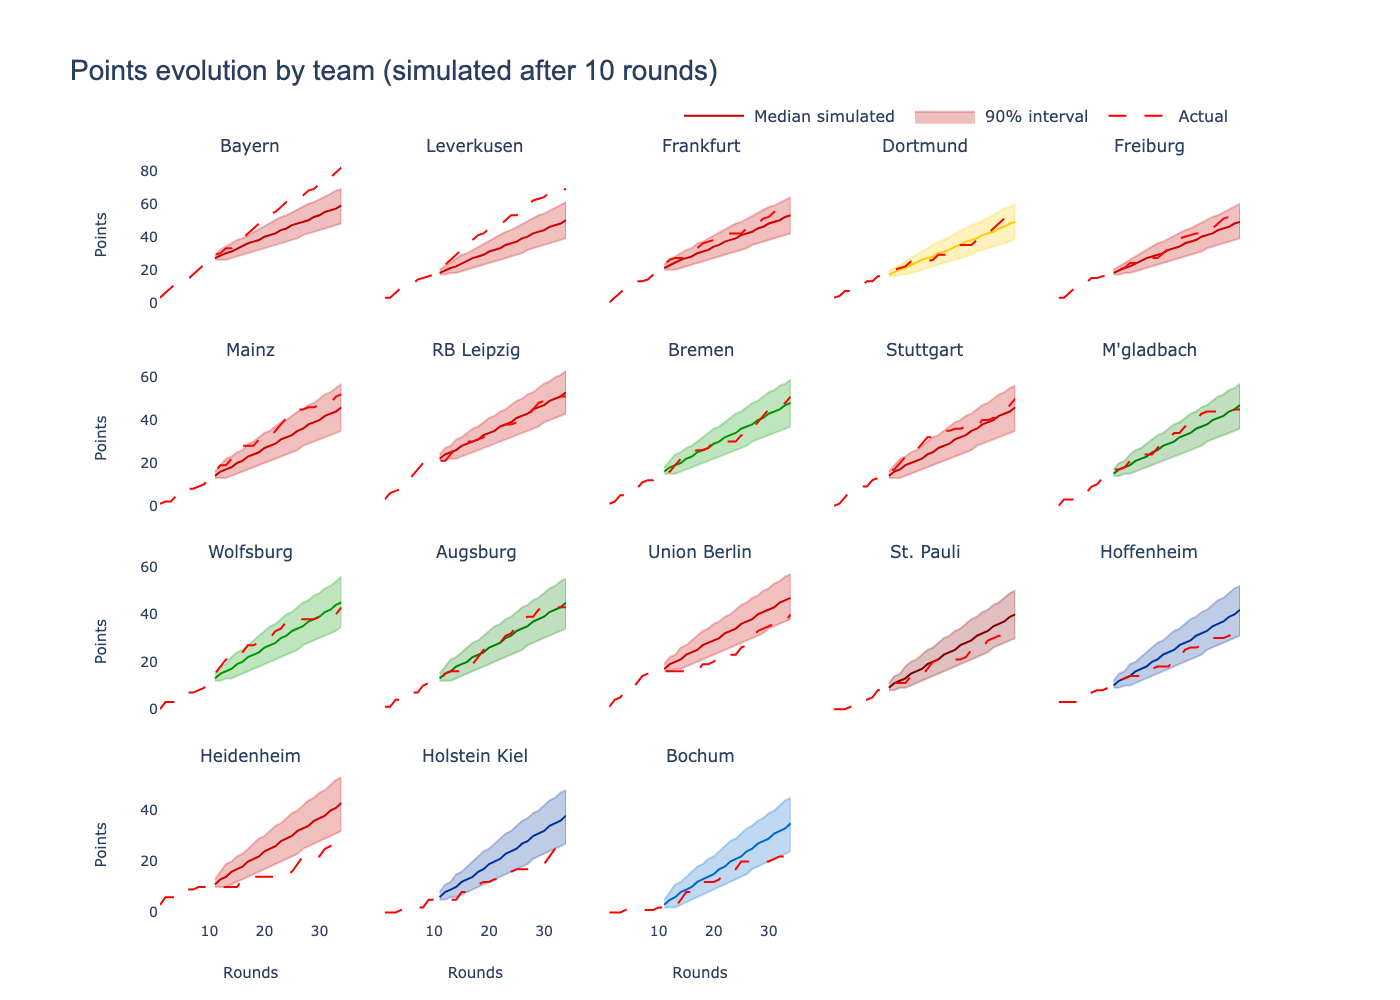 Points evolution by team (simulated after 10 rounds)
Median simulated 90% interval Actual
Bayern Leverkusen Frankfurt Dortmund Freiburg
80
60
40
20
0
Points
Mainz RB Leipzig Bremen Stuttgart M'gladbach
60
40
20
0
Points
Wolfsburg Augsburg Union Berlin St. Pauli Hoffenheim
60
40
20
0
Points
Heidenheim Holstein Kiel Bochum
40
20
0
Points
10 20 30 10 20 30 10 20 30
Rounds Rounds Rounds